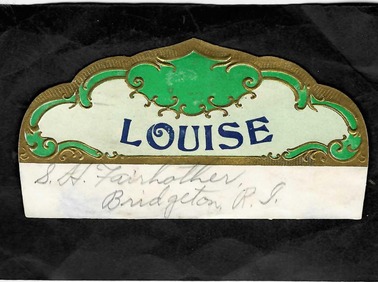 LOUISE
S. H. Fairbother,
Bridgeton, R. I.